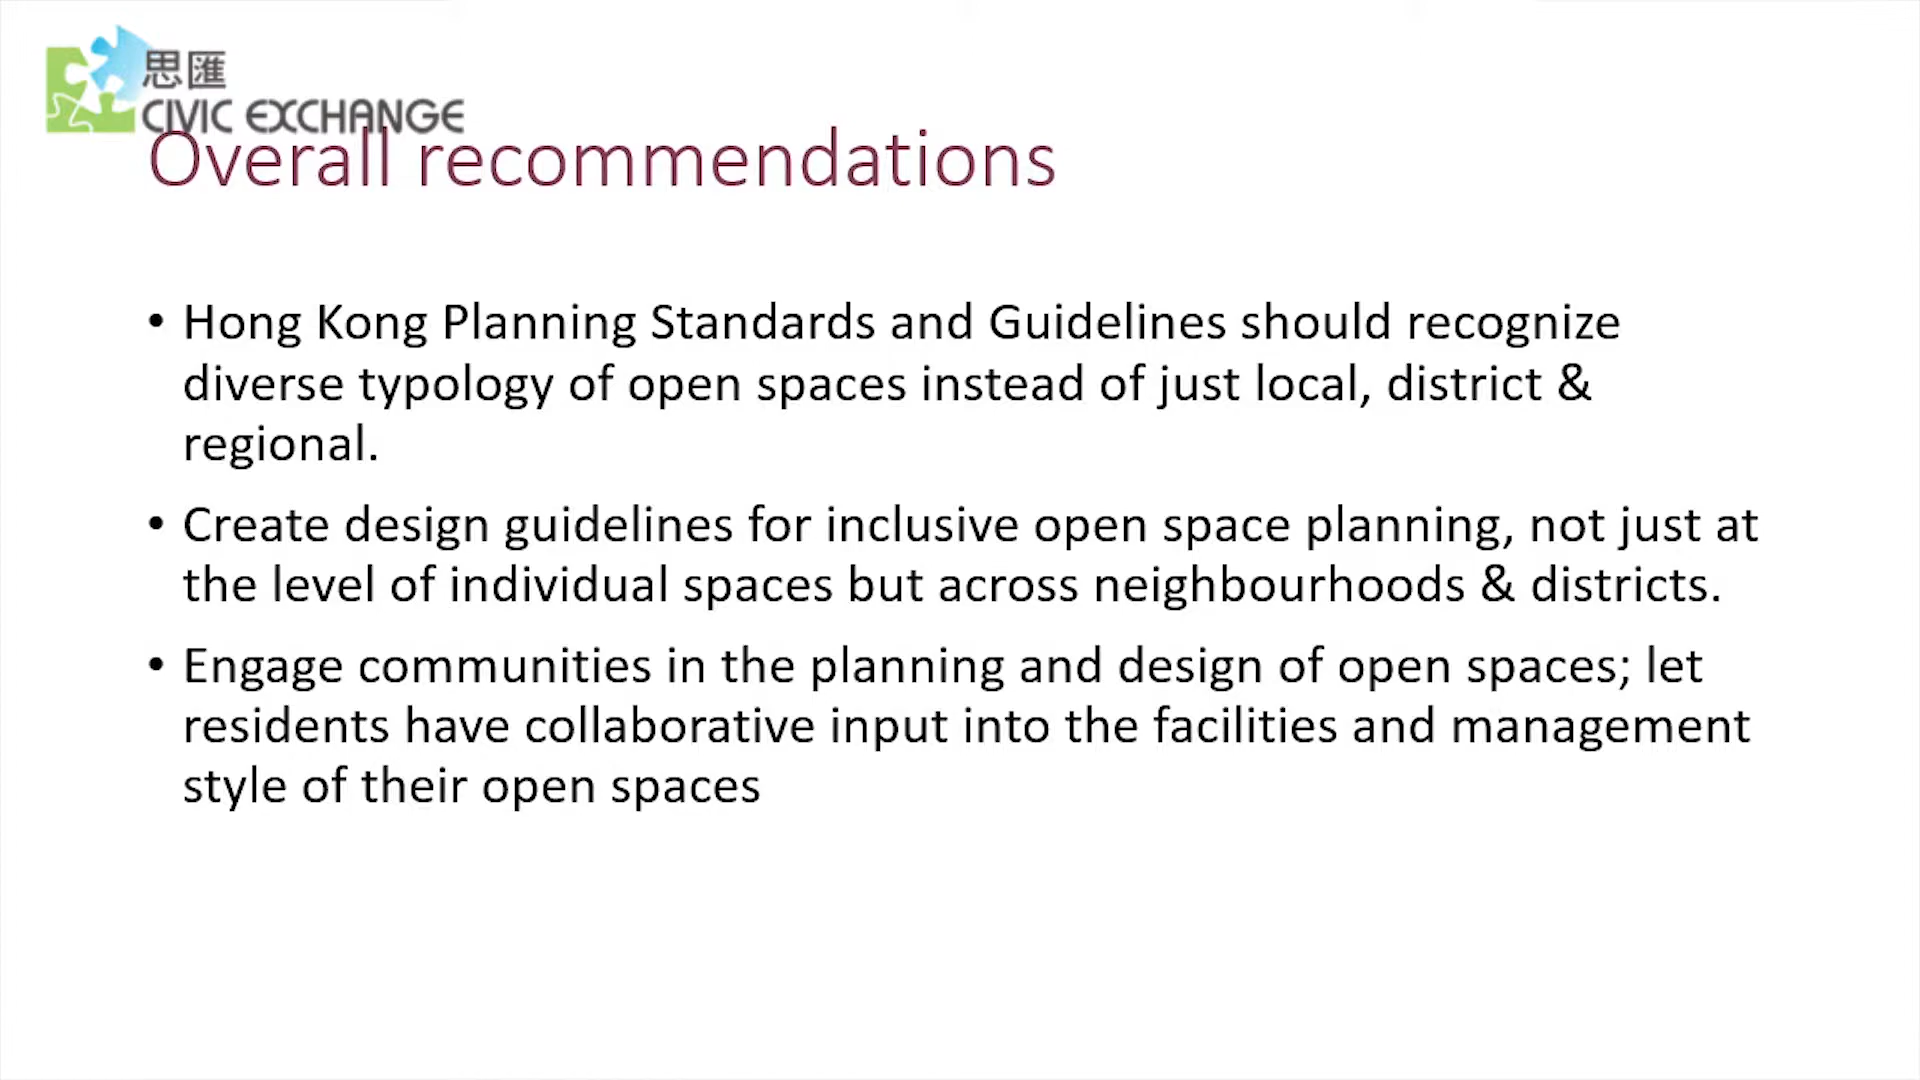 思匯
CIVIC EXCHANGE
Overall recommendations
• Hong Kong Planning Standards and Guidelines should recognize
diverse typology of open spaces instead of just local, district &
regional.
• Create design guidelines for inclusive open space planning, not just at
the level of individual spaces but across neighbourhoods & districts.
• Engage communities in the planning and design of open spaces; let
residents have collaborative input into the facilities and management
style of their open spaces